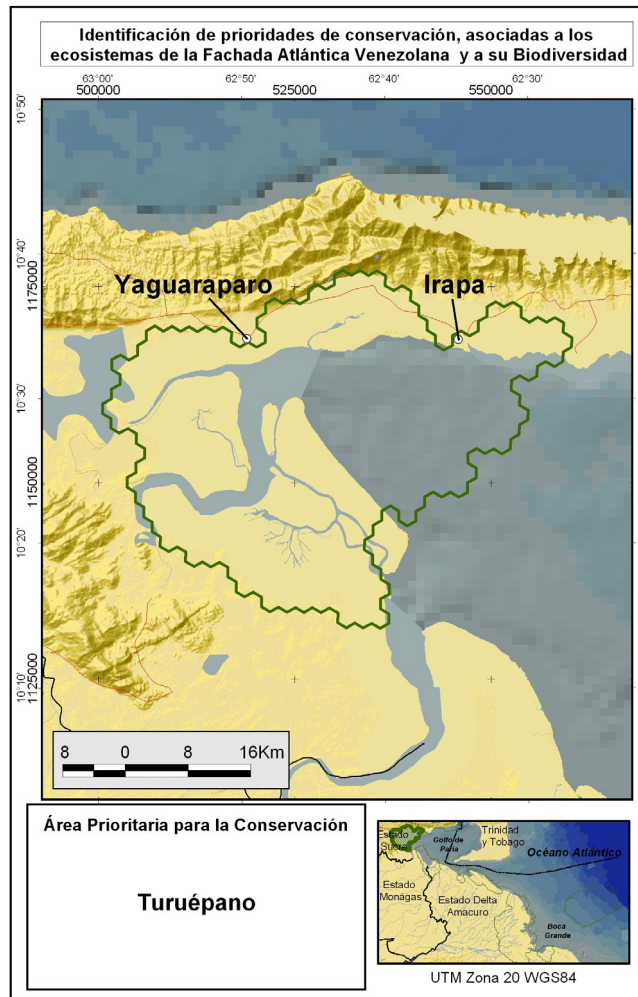 Identificación de prioridades de conservación, asociadas a los
ecosistemas de la Fachada Atlántica Venezolana y a su Biodiversidad
63°00' 62°50' 62°40' 62°30'
500000 525000 550000
10°50'
10°40'
1175000
10°30'
1150000
10°20'
1125000
10°10'
Yaguaraparo
Irapa
8 0 8 16Km
Área Prioritaria para la Conservación
Turuépano
Estado
Sucre
Golfo de
Paria
Trinidad
y Tobago
Océano Atlántico
Estado
Monágas
Estado Delta
Amacuro
Boca
Grande
UTM Zona 20 WGS84